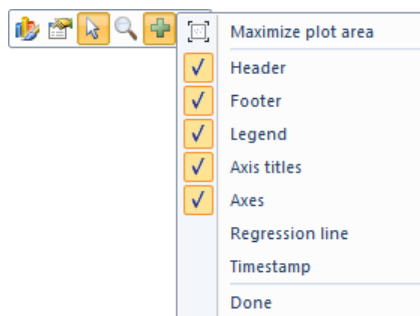 Maximize plot area
Header
Footer
Legend
Axis titles
Axes
Regression line
Timestamp
Done